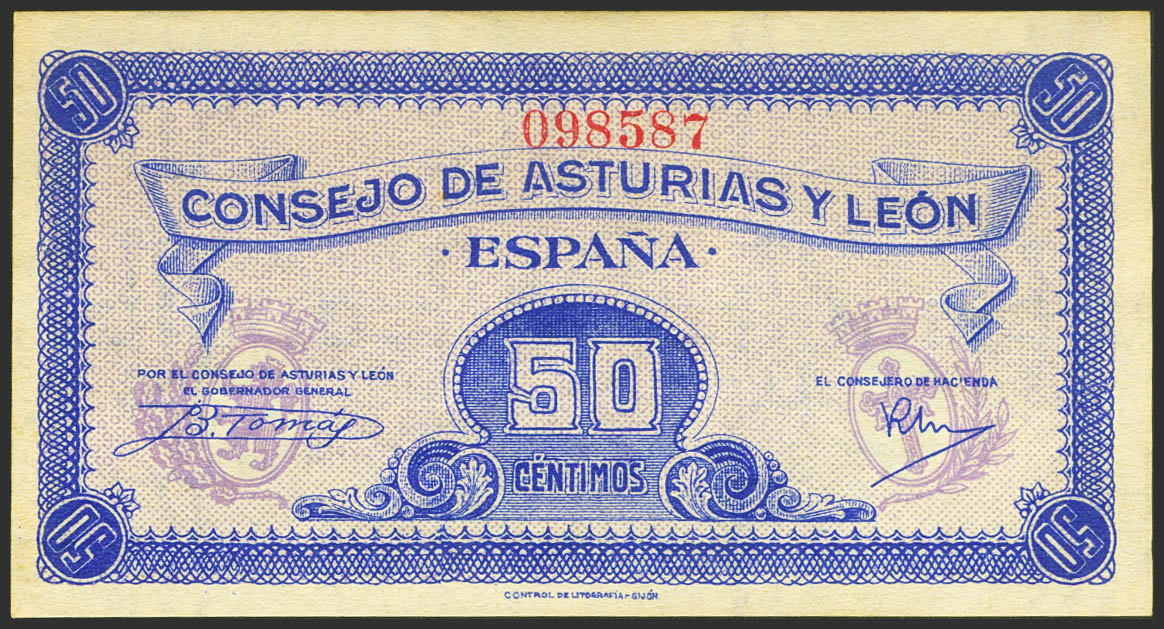 50
50
098587
CONSEJO DE ASTURIAS Y LEÓN
· ESPAÑA ·
POR EL CONSEJO DE ASTURIAS Y LEÓN
EL GOBERNADOR GENERAL
B. Tomás
50
CÉNTIMOS
EL CONSEJERO DE HACIENDA
50
50
CONTROL DE LITOGRAFÍA-GIJÓN